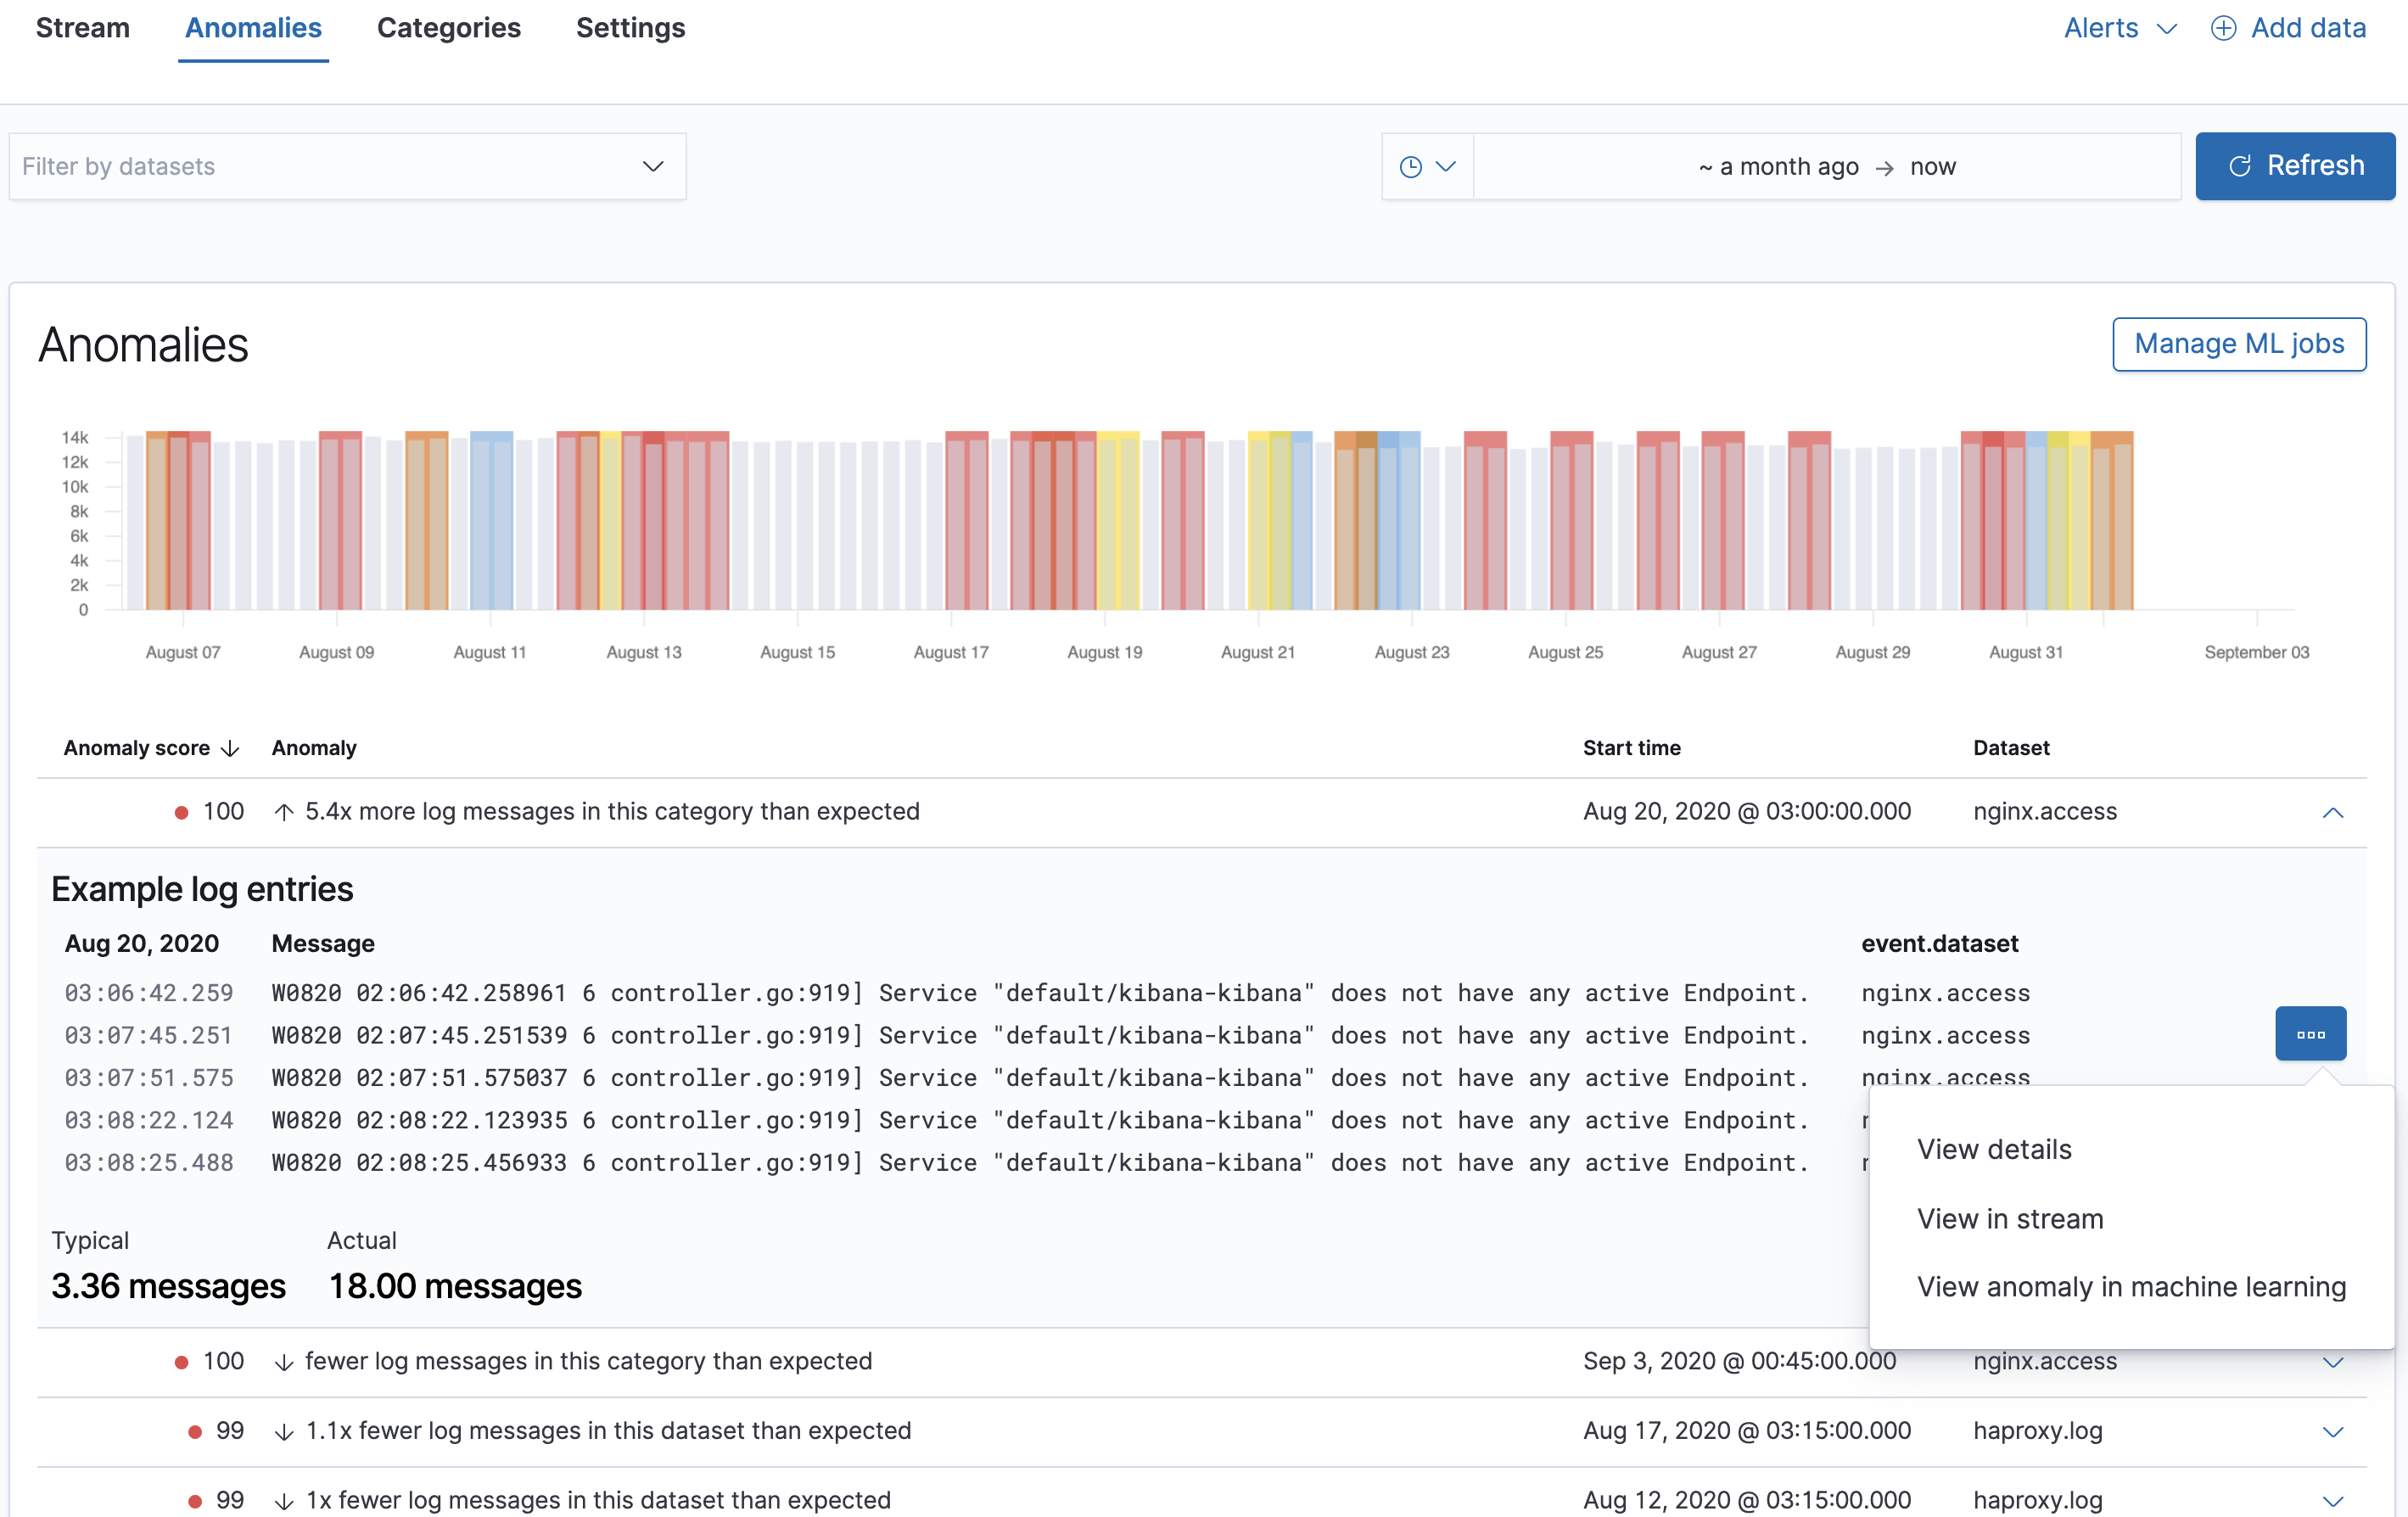 Stream Anomalies Categories Settings Alerts Add data
Filter by datasets ~ a month ago → now Refresh
Anomalies Manage ML jobs
14k
12k
10k
8k
6k
4k
2k
0
August 07 August 09 August 11 August 13 August 15 August 17 August 19 August 21 August 23 August 25 August 27 August 29 August 31 September 03
Anomaly score ↓ Anomaly Start time Dataset
100 ↑ 5.4x more log messages in this category than expected Aug 20, 2020 @ 03:00:00.000 nginx.access
Example log entries
Aug 20, 2020 Message event.dataset
03:06:42.259 W0820 02:06:42.258961 6 controller.go:919] Service "default/kibana-kibana" does not have any active Endpoint. nginx.access
03:07:45.251 W0820 02:07:45.251539 6 controller.go:919] Service "default/kibana-kibana" does not have any active Endpoint. nginx.access
03:07:51.575 W0820 02:07:51.575037 6 controller.go:919] Service "default/kibana-kibana" does not have any active Endpoint. nginx.access
03:08:22.124 W0820 02:08:22.123935 6 controller.go:919] Service "default/kibana-kibana" does not have any active Endpoint.
03:08:25.488 W0820 02:08:25.456933 6 controller.go:919] Service "default/kibana-kibana" does not have any active Endpoint.
View details
View in stream
View anomaly in machine learning
Typical Actual
3.36 messages 18.00 messages
100 ↓ fewer log messages in this category than expected Sep 3, 2020 @ 00:45:00.000 nginx.access
99 ↓ 1.1x fewer log messages in this dataset than expected Aug 17, 2020 @ 03:15:00.000 haproxy.log
99 ↓ 1x fewer log messages in this dataset than expected Aug 12, 2020 @ 03:15:00.000 haproxy.log